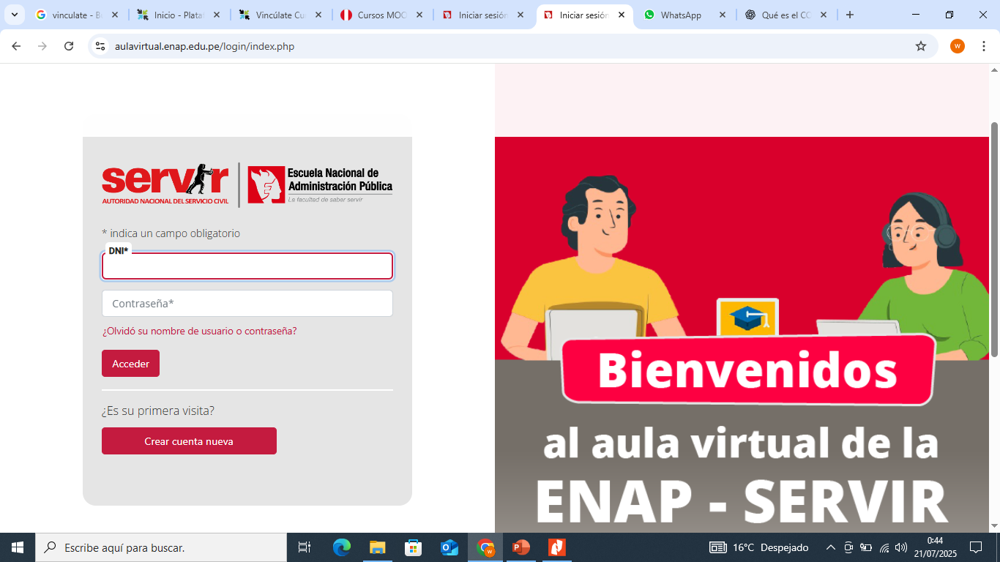 vinculate - B
Inicio - Plata
Vincúlate Cu
Cursos MOO
Iniciar sesión
Iniciar sesión
WhatsApp
Qué es el CC
aulavirtual.enap.edu.pe/login/index.php
W
servir
AUTORIDAD NACIONAL DEL SERVICIO CIVIL
Escuela Nacional de
Administración Pública
La facultad de saber servir
* indica un campo obligatorio
DNI*
Contraseña*
¿Olvidó su nombre de usuario o contraseña?
Acceder
¿Es su primera visita?
Crear cuenta nueva
Bienvenidos
al aula virtual de la
ENAP - SERVIR
Escribe aquí para buscar.
16°C Despejado
0:44
21/07/2025